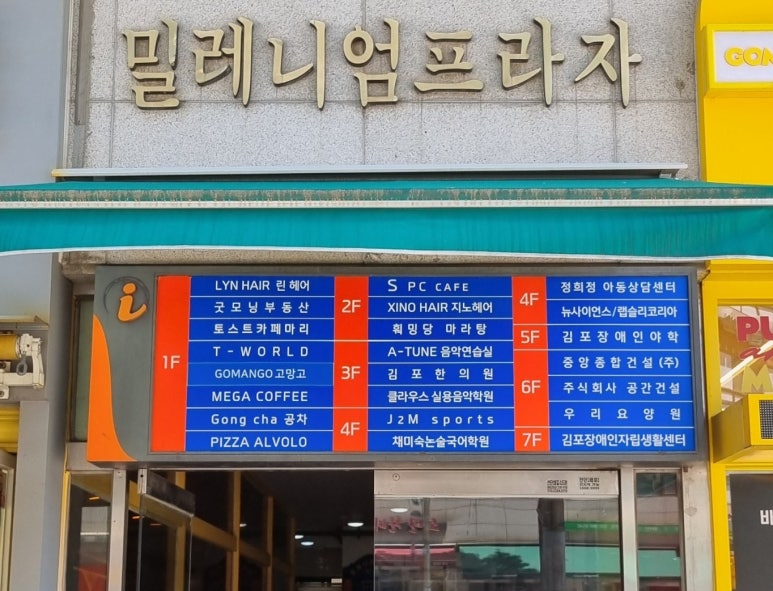 밀레니엄프라자
GON
i
1F
LYN HAIR 린 헤어
굿모닝부동산
토스트카페마리
T - WORLD
GOMANGO 고망고
MEGA COFFEE
Gong cha 공차
PIZZA ALVOLO
2F
S PC CAFE
XINO HAIR 지노헤어
훠밍당 마라탕
3F
A-TUNE 음악연습실
김포한의원
클라우스 실용음악학원
4F
J2M sports
채미숙논술국어학원
4F
정희정 아동상담센터
뉴사이언스/랩슬리코리아
5F
김포장애인야학
6F
중앙종합건설 (주)
주식회사 공간건설
우리요양원
7F
김포장애인자립생활센터
PU
M